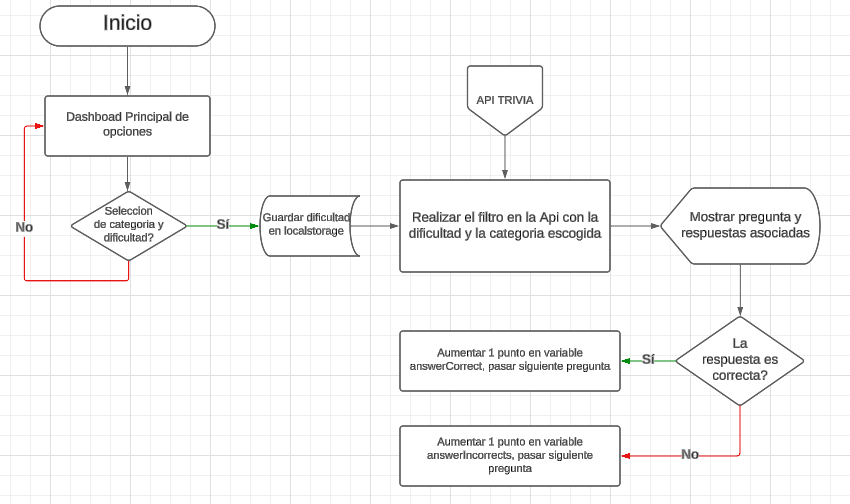 Inicio
Dashboad Principal de
opciones
Seleccion
de categoria y
dificultad?
No
Sí
Guardar dificultad
en localstorage
API TRIVIA
Realizar el filtro en la Api con la
dificultad y la categoria escogida
Mostrar pregunta y
respuestas asociadas
La
respuesta es
correcta?
Sí
Aumentar 1 punto en variable
answerCorrect, pasar siguiente pregunta
No
Aumentar 1 punto en variable
answerIncorrects, pasar siguiente
pregunta